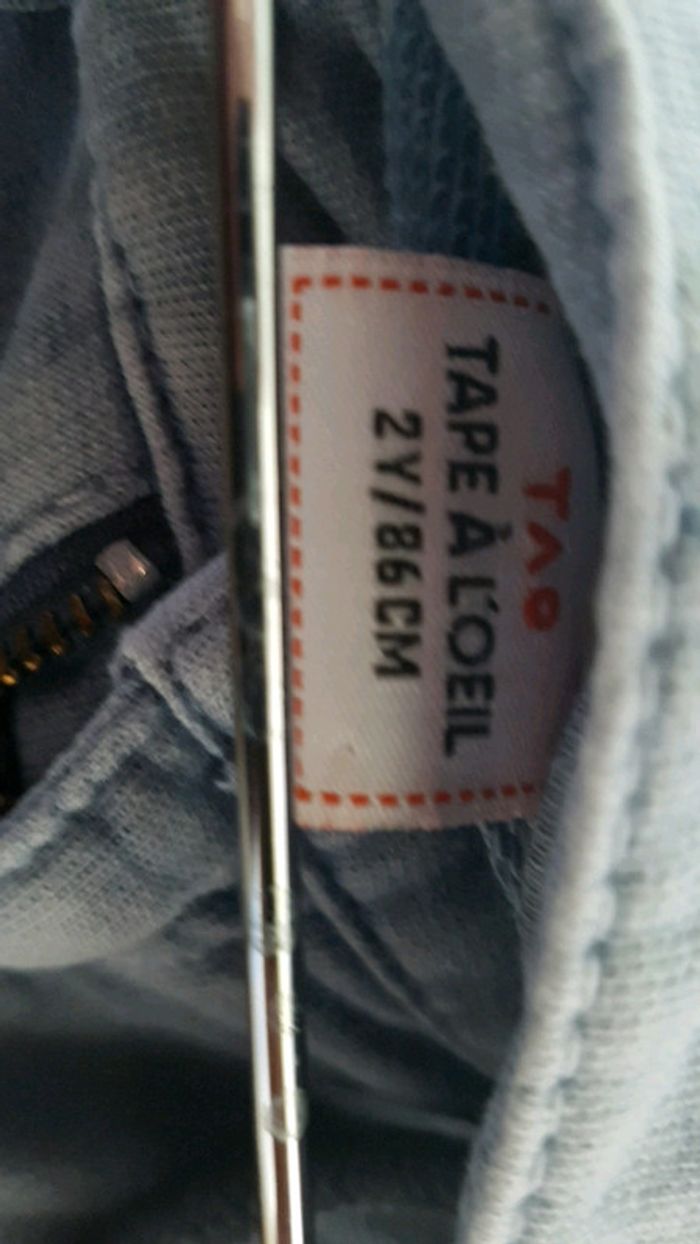 TAO
TAPE À L'OEIL
2Y/86CM